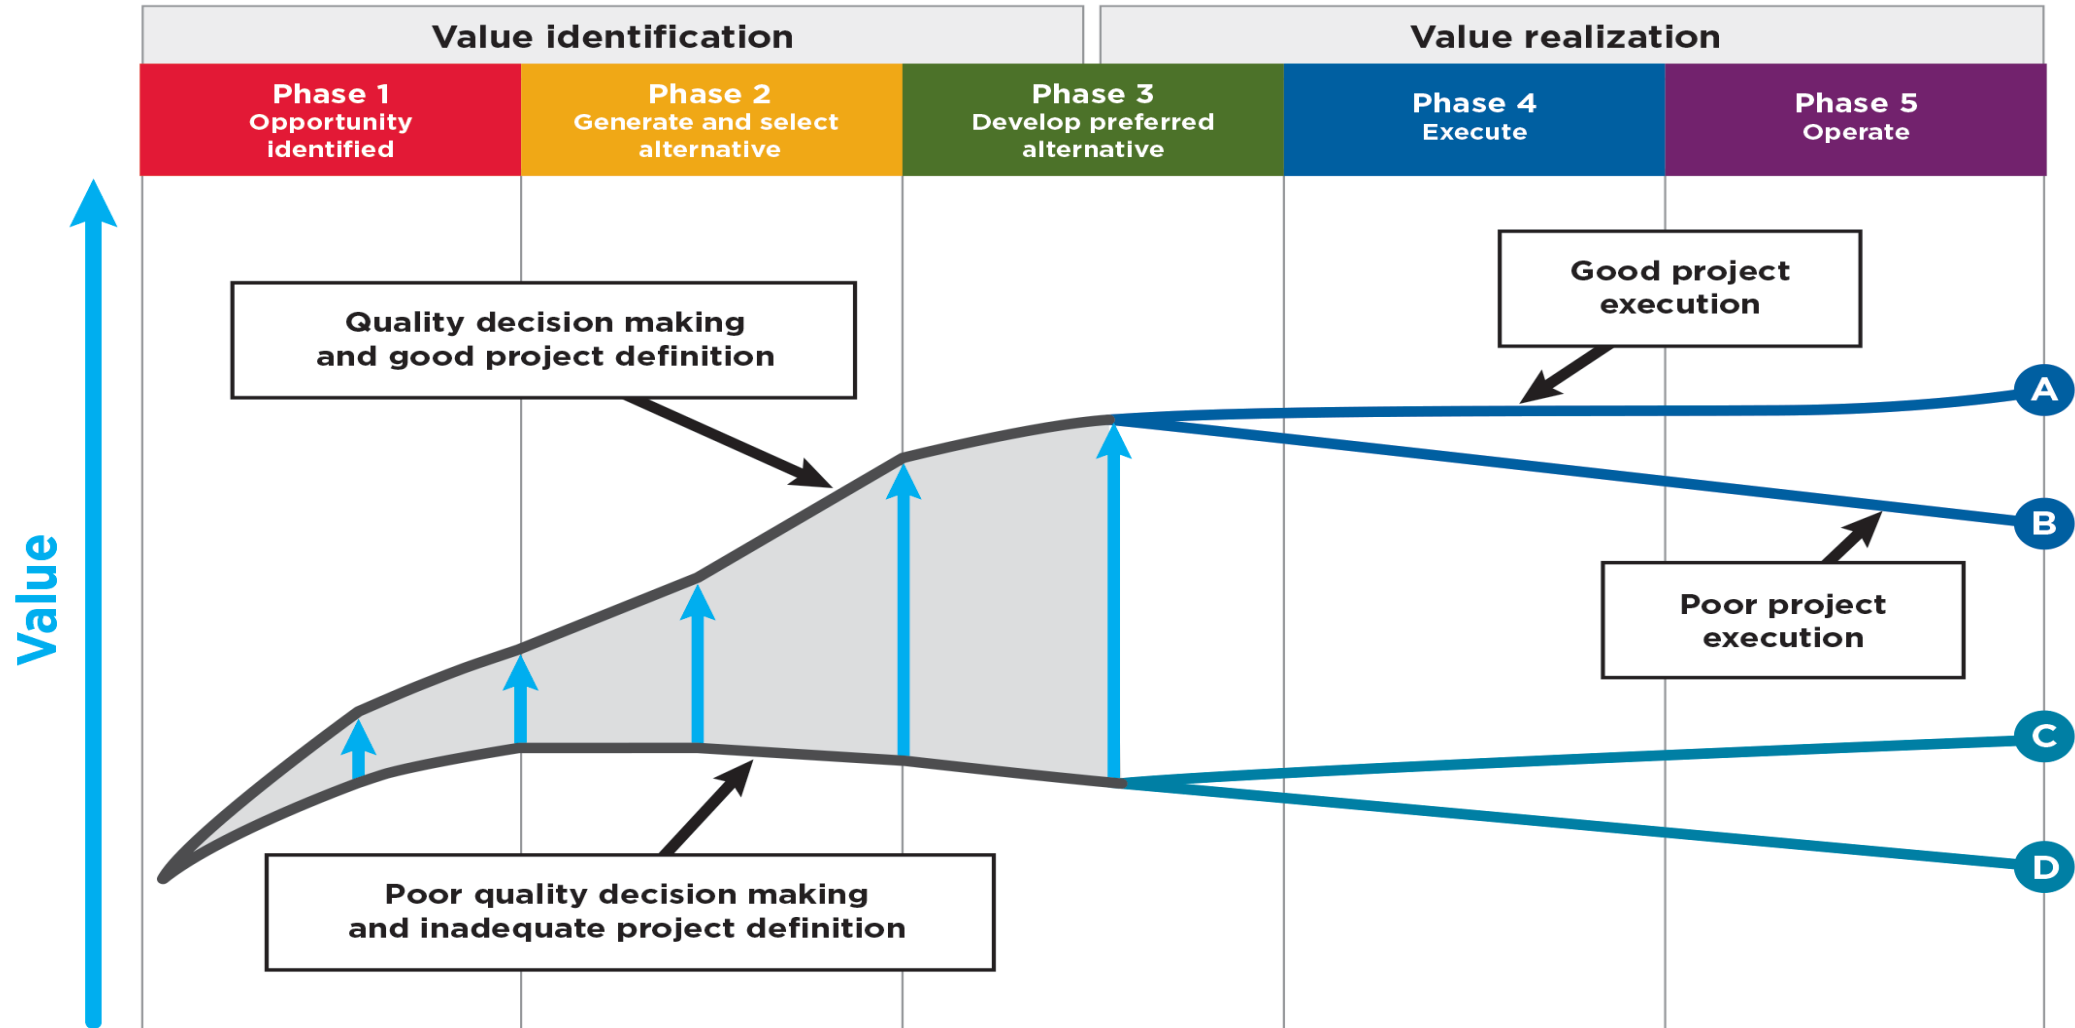 Value identification
Value realization
Phase 1
Opportunity
identified
Phase 2
Generate and select
alternative
Phase 3
Develop preferred
alternative
Phase 4
Execute
Phase 5
Operate
Value
Quality decision making
and good project definition
Good project
execution
A
B
Poor project
execution
C
D
Poor quality decision making
and inadequate project definition